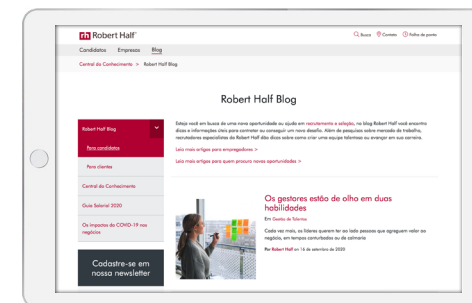 rh Robert Half®
Busca Contato Folha de ponto
Candidatos Empresas Blog
Central do Conhecimento > Robert Half Blog
Robert Half Blog
Robert Half Blog
Para candidatos
Para clientes
Central do Conhecimento
Guia Salarial 2020
Os impactos da COVID-19 nos
negócios
Cadastre-se em
nossa newsletter
Esteja você em busca de uma nova oportunidade ou ajuda em recrutamento e seleção, no blog Robert Half você encontra
dicas e informações úteis para contratar ou conseguir um novo desafio. Além de pesquisas sobre mercado de trabalho,
recrutadores especialistas da Robert Half dão dicas sobre como criar uma equipe talentosa ou avançar em sua carreira.
Leia mais artigos para empregadores >
Leia mais artigos para quem procura novas oportunidades >
Os gestores estão de olho em duas
habilidades
Em Gestão de Talentos
Cada vez mais, os líderes querem ter ao lado pessoas que agreguem valor ao
negócio, em tempos conturbados ou de calmaria
Por Robert Half on 16 de setembro de 2020